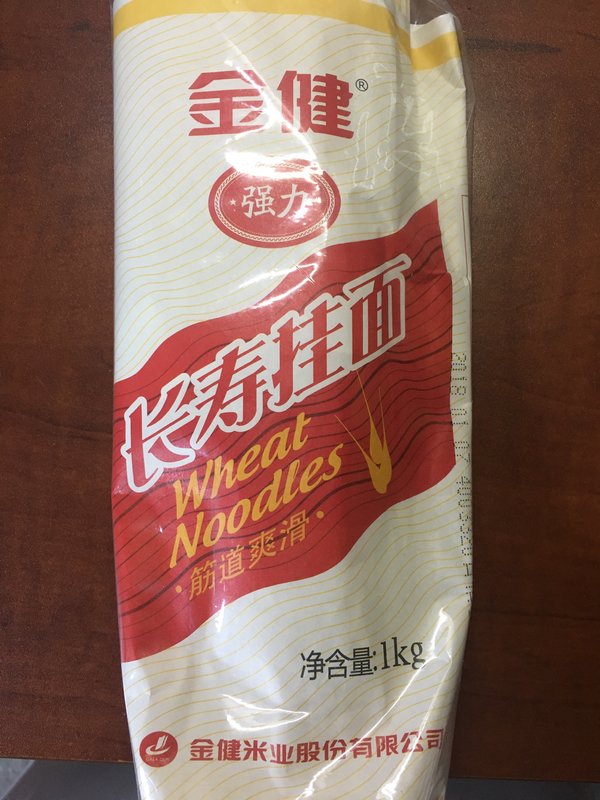 金健®
强力
长寿挂面
Wheat
Noodles
·筋道爽滑·
净含量:1kg
金健米业股份有限公司